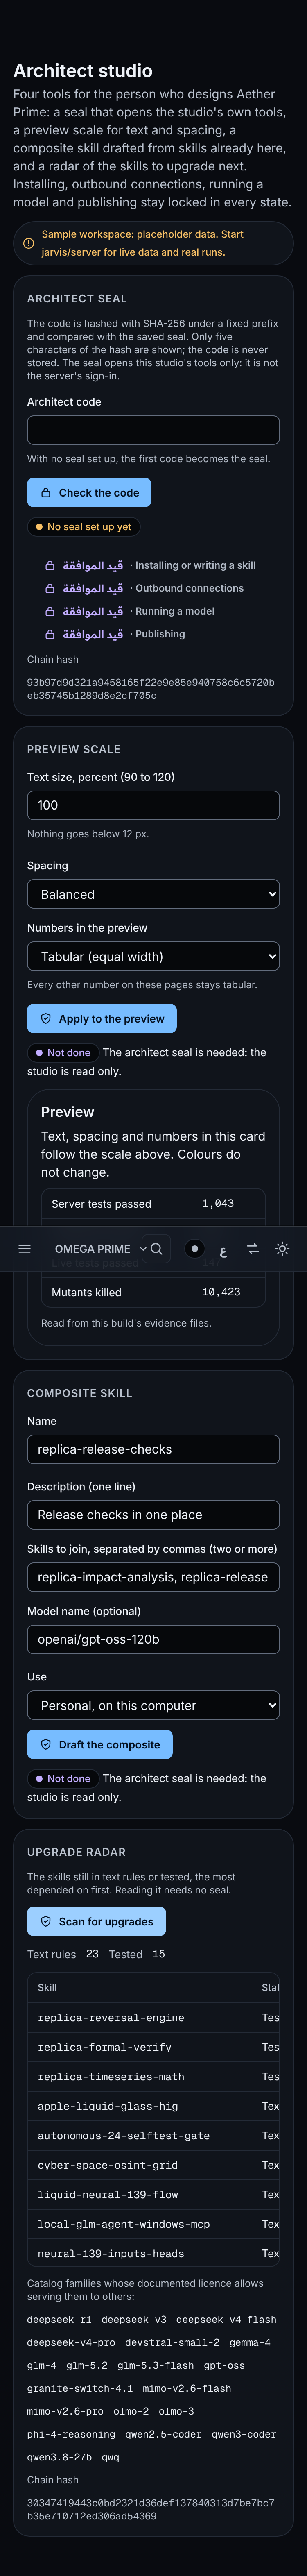 Architect studio
Four tools for the person who designs Aether
Prime: a seal that opens the studio's own tools,
a preview scale for text and spacing, a
composite skill drafted from skills already here,
and a radar of the skills to upgrade next.
Installing, outbound connections, running a
model and publishing stay locked in every state.
Sample workspace: placeholder data. Start
jarvis/server for live data and real runs.
ARCHITECT SEAL
The code is hashed with SHA-256 under a fixed prefix
and compared with the saved seal. Only five
characters of the hash are shown; the code is never
stored. The seal opens this studio's tools only: it is not
the server's sign-in.
Architect code
With no seal set up, the first code becomes the seal.
Check the code
No seal set up yet
قيد الموافقة · Installing or writing a skill
قيد الموافقة · Outbound connections
قيد الموافقة · Running a model
قيد الموافقة · Publishing
Chain hash
93b97d9d321a9458165f22e9e85e940758c6c5720b
eb35745b1289d8e2cf705c
PREVIEW SCALE
Text size, percent (90 to 120)
100
Nothing goes below 12 px.
Spacing
Balanced
Numbers in the preview
Tabular (equal width)
Every other number on these pages stays tabular.
Apply to the preview
Not done The architect seal is needed: the
studio is read only.
Preview
Text, spacing and numbers in this card
follow the scale above. Colours do
not change.
Server tests passed 1,043
OMEGA PRIME ع
Live tests passed
Mutants killed 10,423
Read from this build's evidence files.
COMPOSITE SKILL
Name
replica-release-checks
Description (one line)
Release checks in one place
Skills to join, separated by commas (two or more)
replica-impact-analysis, replica-release
Model name (optional)
openai/gpt-oss-120b
Use
Personal, on this computer
Draft the composite
Not done The architect seal is needed: the
studio is read only.
UPGRADE RADAR
The skills still in text rules or tested, the most
depended on first. Reading it needs no seal.
Scan for upgrades
Text rules 23 Tested 15
Skill Stat
replica-reversal-engine Tes
replica-formal-verify Tes
replica-timeseries-math Tes
apple-liquid-glass-hig Tex
autonomous-24-selftest-gate Tex
cyber-space-osint-grid Tex
liquid-neural-139-flow Tex
local-glm-agent-windows-mcp Tex
neural-139-inputs-heads Tex
Catalog families whose documented licence allows
serving them to others:
deepseek-r1 deepseek-v3 deepseek-v4-flash
deepseek-v4-pro devstral-small-2 gemma-4
glm-4 glm-5.2 glm-5.3-flash gpt-oss
granite-switch-4.1 mimo-v2.6-flash
mimo-v2.6-pro olmo-2 olmo-3
phi-4-reasoning qwen2.5-coder qwen3-coder
qwen3.8-27b qwq
Chain hash
30347419443c0bd2321d36def137840313d7be7bc7
b35e710712ed306ad54369